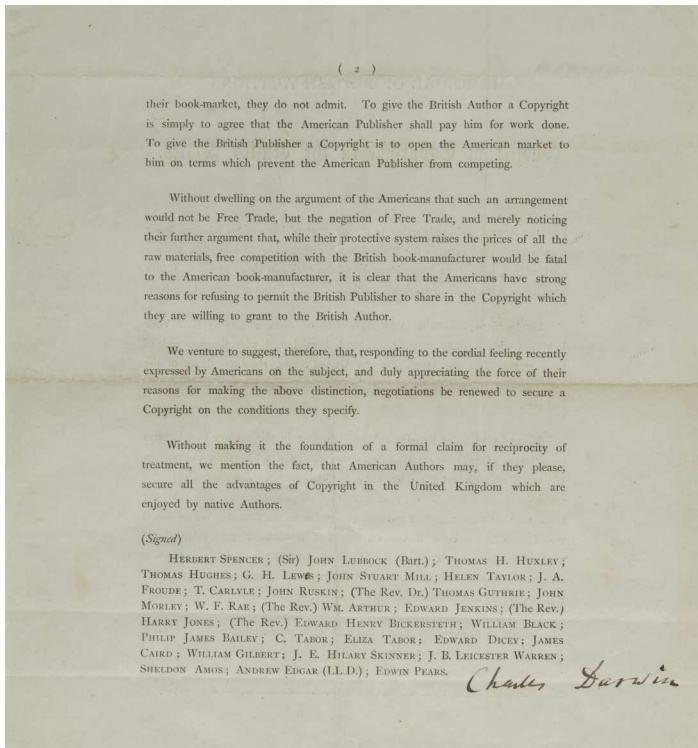 ( 2 )
their book-market, they do not admit. To give the British Author a Copyright
is simply to agree that the American Publisher shall pay him for work done.
To give the British Publisher a Copyright is to open the American market to
him on terms which prevent the American Publisher from competing.
Without dwelling on the argument of the Americans that such an arrangement
would not be Free Trade, but the negation of Free Trade, and merely noticing
their further argument that, while their protective system raises the prices of all the
raw materials, free competition with the British book-manufacturer would be fatal
to the American book-manufacturer, it is clear that the Americans have strong
reasons for refusing to permit the British Publisher to share in the Copyright which
they are willing to grant to the British Author.
We venture to suggest, therefore, that, responding to the cordial feeling recently
expressed by Americans on the subject, and duly appreciating the force of their
reasons for making the above distinction, negotiations be renewed to secure a
Copyright on the conditions they specify.
Without making it the foundation of a formal claim for reciprocity of
treatment, we mention the fact, that American Authors may, if they please,
secure all the advantages of Copyright in the United Kingdom which are
enjoyed by native Authors.
(Signed)
HERBERT SPENCER; (Sir) JOHN LUBBOCK (Bart.); THOMAS H. HUXLEY;
THOMAS HUGHES; G. H. LEWES; JOHN STUART MILL; HELEN TAYLOR; J. A.
FROUDE; T. CARLYLE; JOHN RUSKIN; (The Rev. Dr.) THOMAS GUTHRIE; JOHN
MORLEY; W. F. RAE; (The Rev.) WM. ARTHUR; EDWARD JENKINS; (The Rev.)
HARRY JONES; (The Rev.) EDWARD HENRY BICKERSTETH; WILLIAM BLACK;
PHILIP JAMES BAILEY; C. TABOR; ELIZA TABOR; EDWARD DICEY; JAMES
CAIRD; WILLIAM GILBERT; J. E. HILARY SKINNER; J. B. LEICESTER WARREN;
SHELDON AMOS; ANDREW EDGAR (LL.D.); EDWIN PEARS.
Charles Darwin